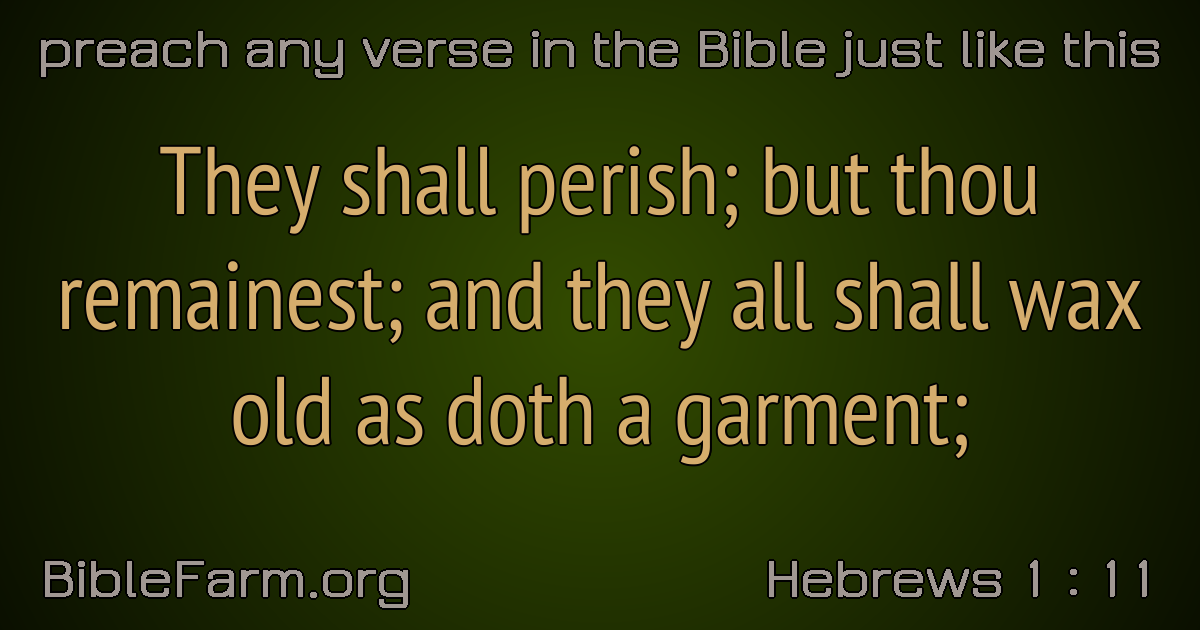 preach any verse in the Bible just like this
They shall perish; but thou
remainest; and they all shall wax
old as doth a garment;
BibleFarm.org
Hebrews 1 : 11